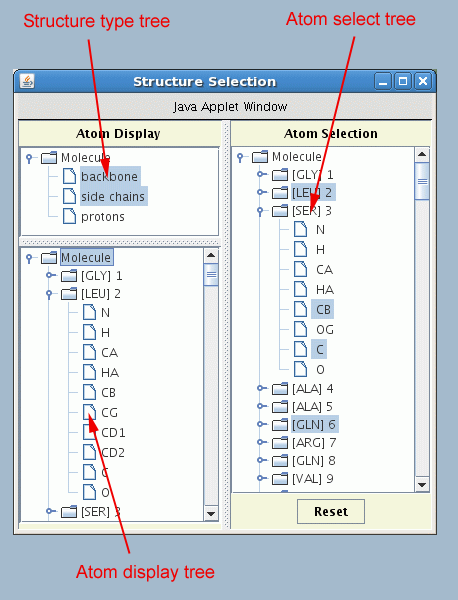 Structure type tree
Atom select tree
Structure Selection
Java Applet Window
Atom Display
Molecule
backbone
side chains
protons
Molecule
[GLY] 1
[LEU] 2
N
H
CA
HA
CB
CG
CD1
CD2
C
O
[SER] 3
Atom Selection
Molecule
[GLY] 1
[LEU] 2
[SER] 3
N
H
CA
HA
CB
OG
C
O
[ALA] 4
[ALA] 5
[GLN] 6
[ARG] 7
[GLN] 8
[VAL] 9
Reset
Atom display tree